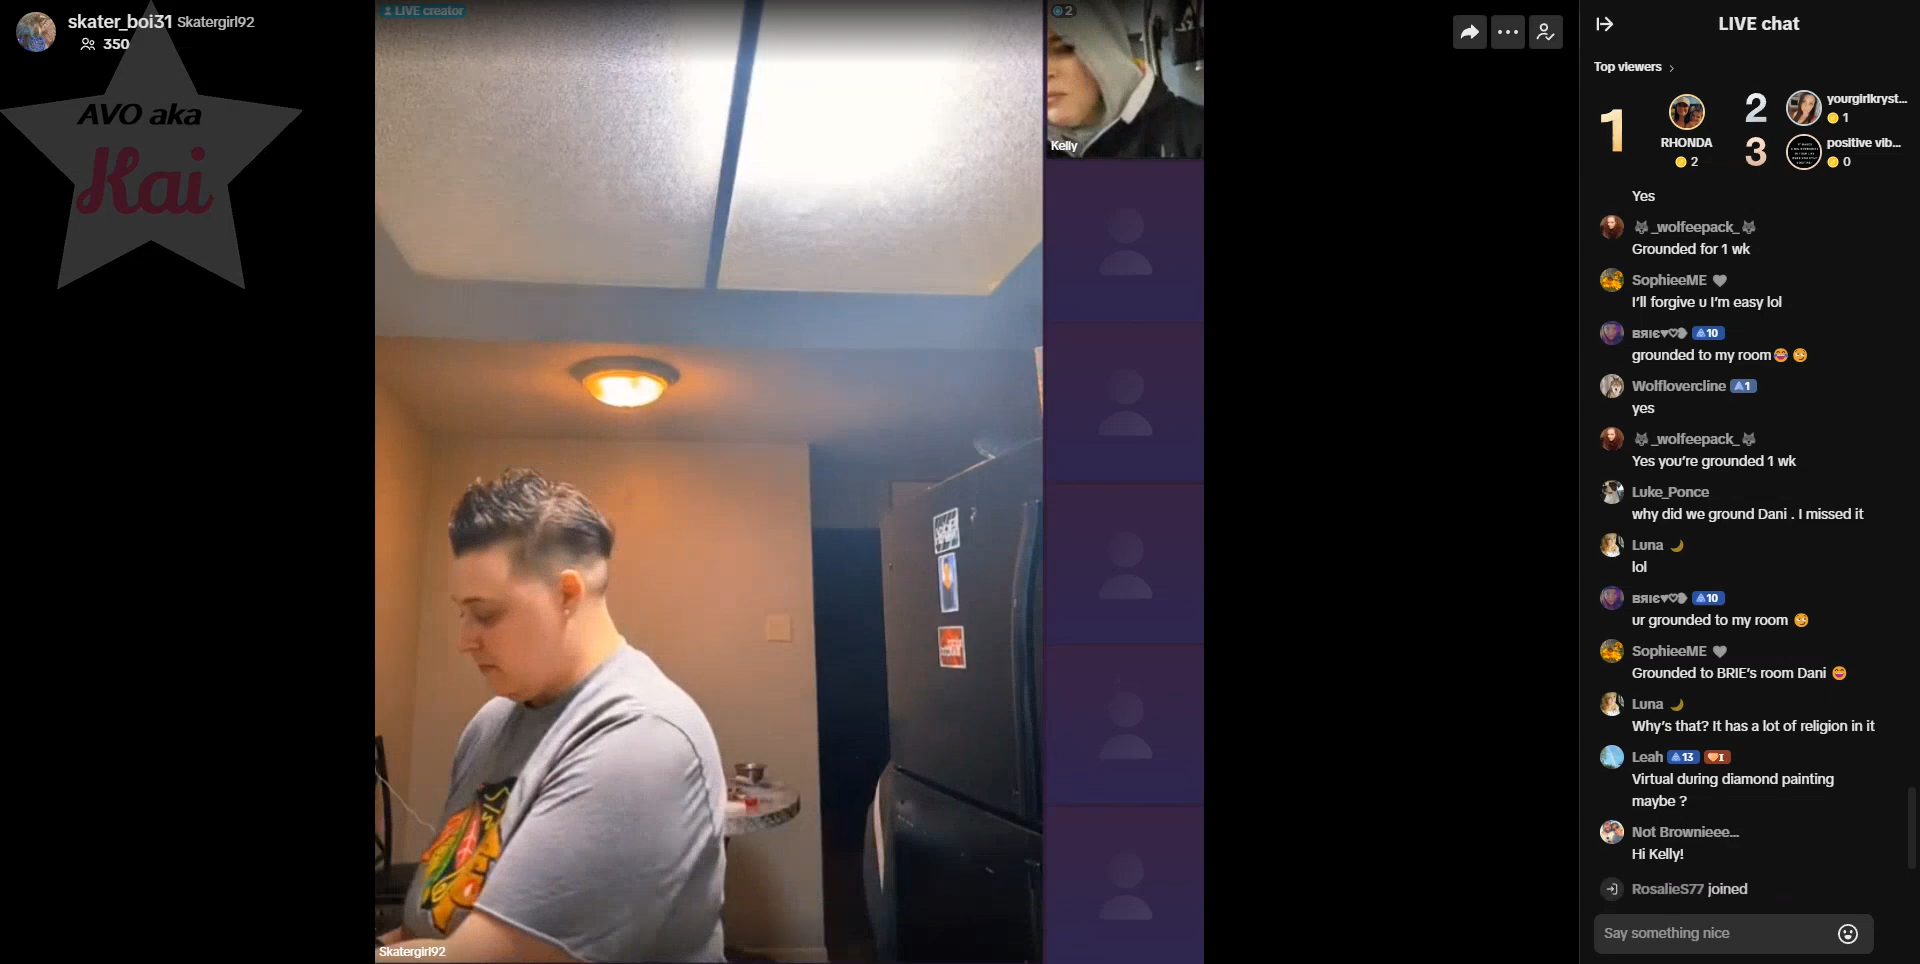 skater_boi31 Skatergirl92
350
AVO aka
Kai
LIVE creator
2
Kelly
Skatergirl92
LIVE chat
Top viewers >
1
RHONDA
2
2
yourgirlkryst...
1
3
positive vib...
0
Yes
🐺_wolfeepack_🐺
Grounded for 1 wk
SophieeME 🤍
I'll forgive u I'm easy lol
вяιє♥♡❥ 10
grounded to my room😂 😳
Wolflovercline 1
yes
🐺_wolfeepack_🐺
Yes you're grounded 1 wk
Luke_Ponce
why did we ground Dani . I missed it
Luna 🌙
lol
вяιє♥♡❥ 10
ur grounded to my room 😳
SophieeME 🤍
Grounded to BRIE's room Dani 😂
Luna 🌙
Why's that? It has a lot of religion in it
Leah 13 I
Virtual during diamond painting
maybe ?
Not Brownieee...
Hi Kelly!
RosalieS77 joined
Say something nice